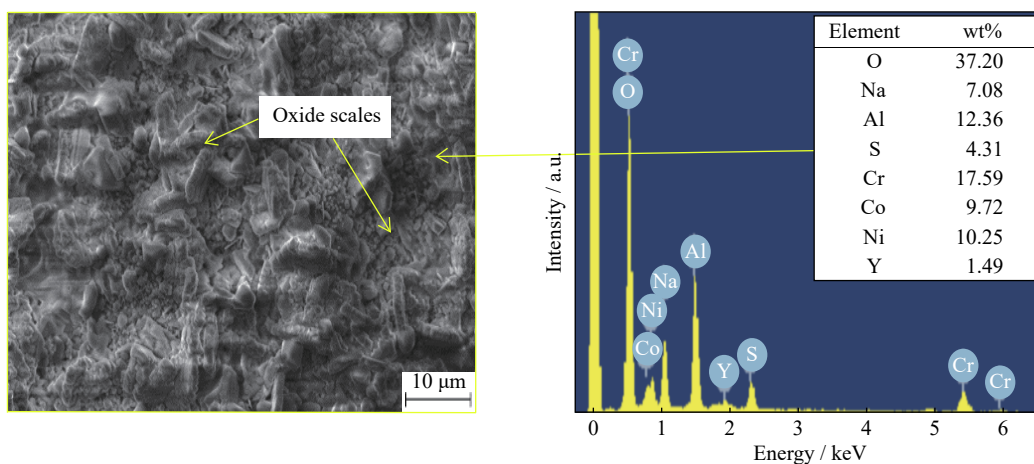 Oxide scales
10 μm
Intensity / a.u.
Cr
O
Na
Ni
Co
Al
Y
S
Cr
Cr
0 1 2 3 4 5 6
Energy / keV
Element wt%
O 37.20
Na 7.08
Al 12.36
S 4.31
Cr 17.59
Co 9.72
Ni 10.25
Y 1.49